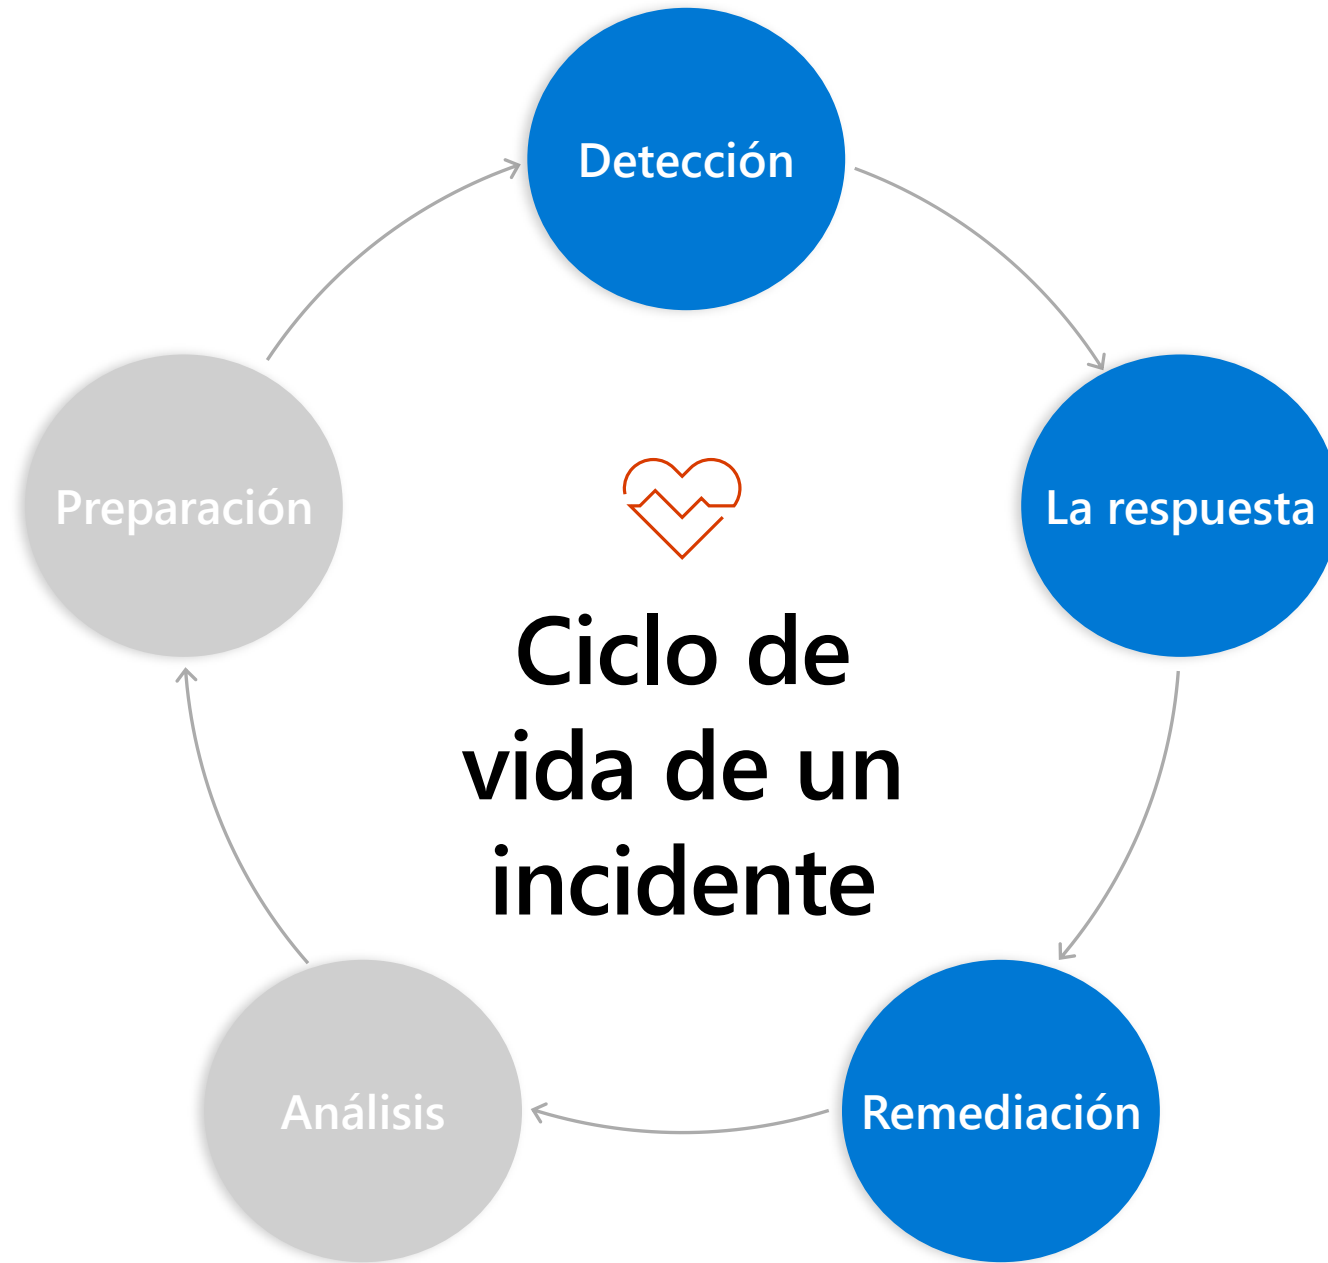 Detección
Preparación
La respuesta
Ciclo de
vida de un
incidente
Análisis
Remediación